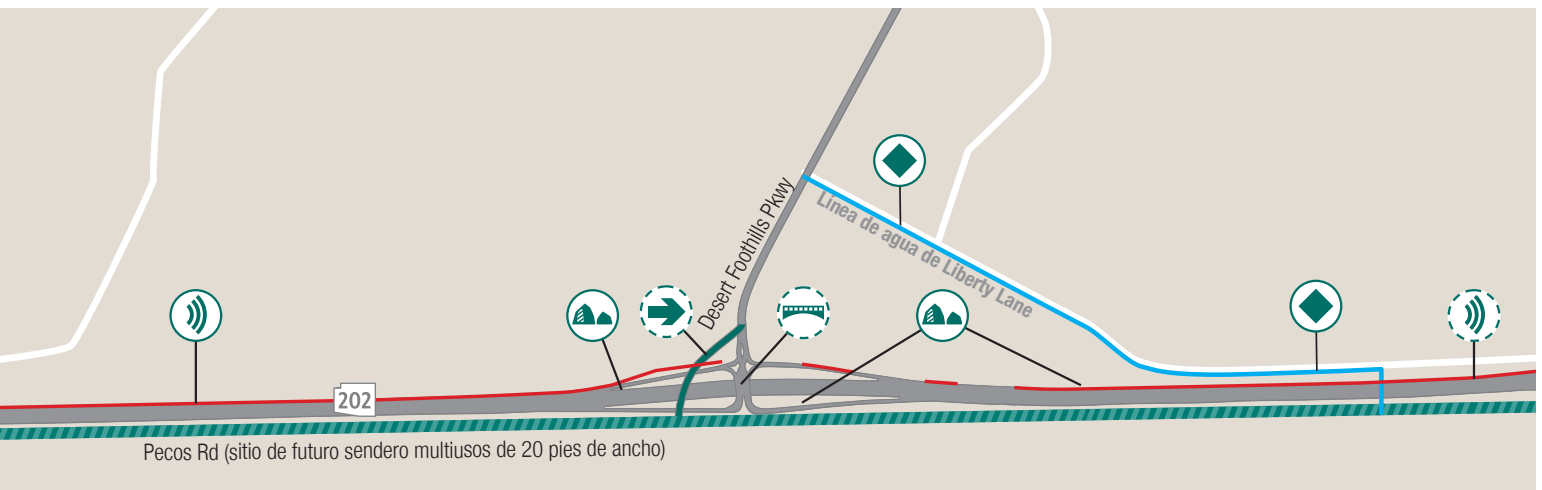 Desert Foothills Pkwy
Línea de agua de Liberty Lane
202
Pecos Rd (sitio de futuro sendero multiusos de 20 pies de ancho)